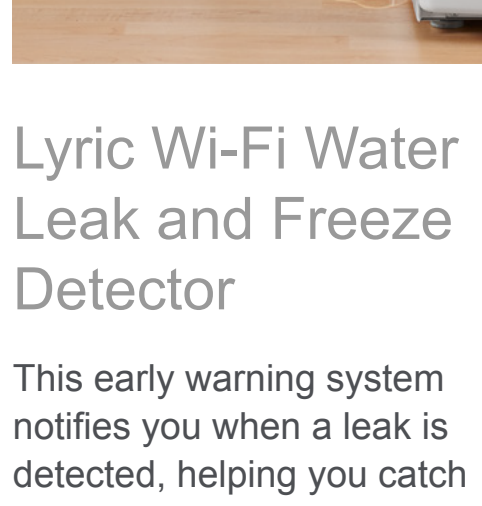 Lyric Wi-Fi Water
Leak and Freeze
Detector
This early warning system
notifies you when a leak is
detected, helping you catch